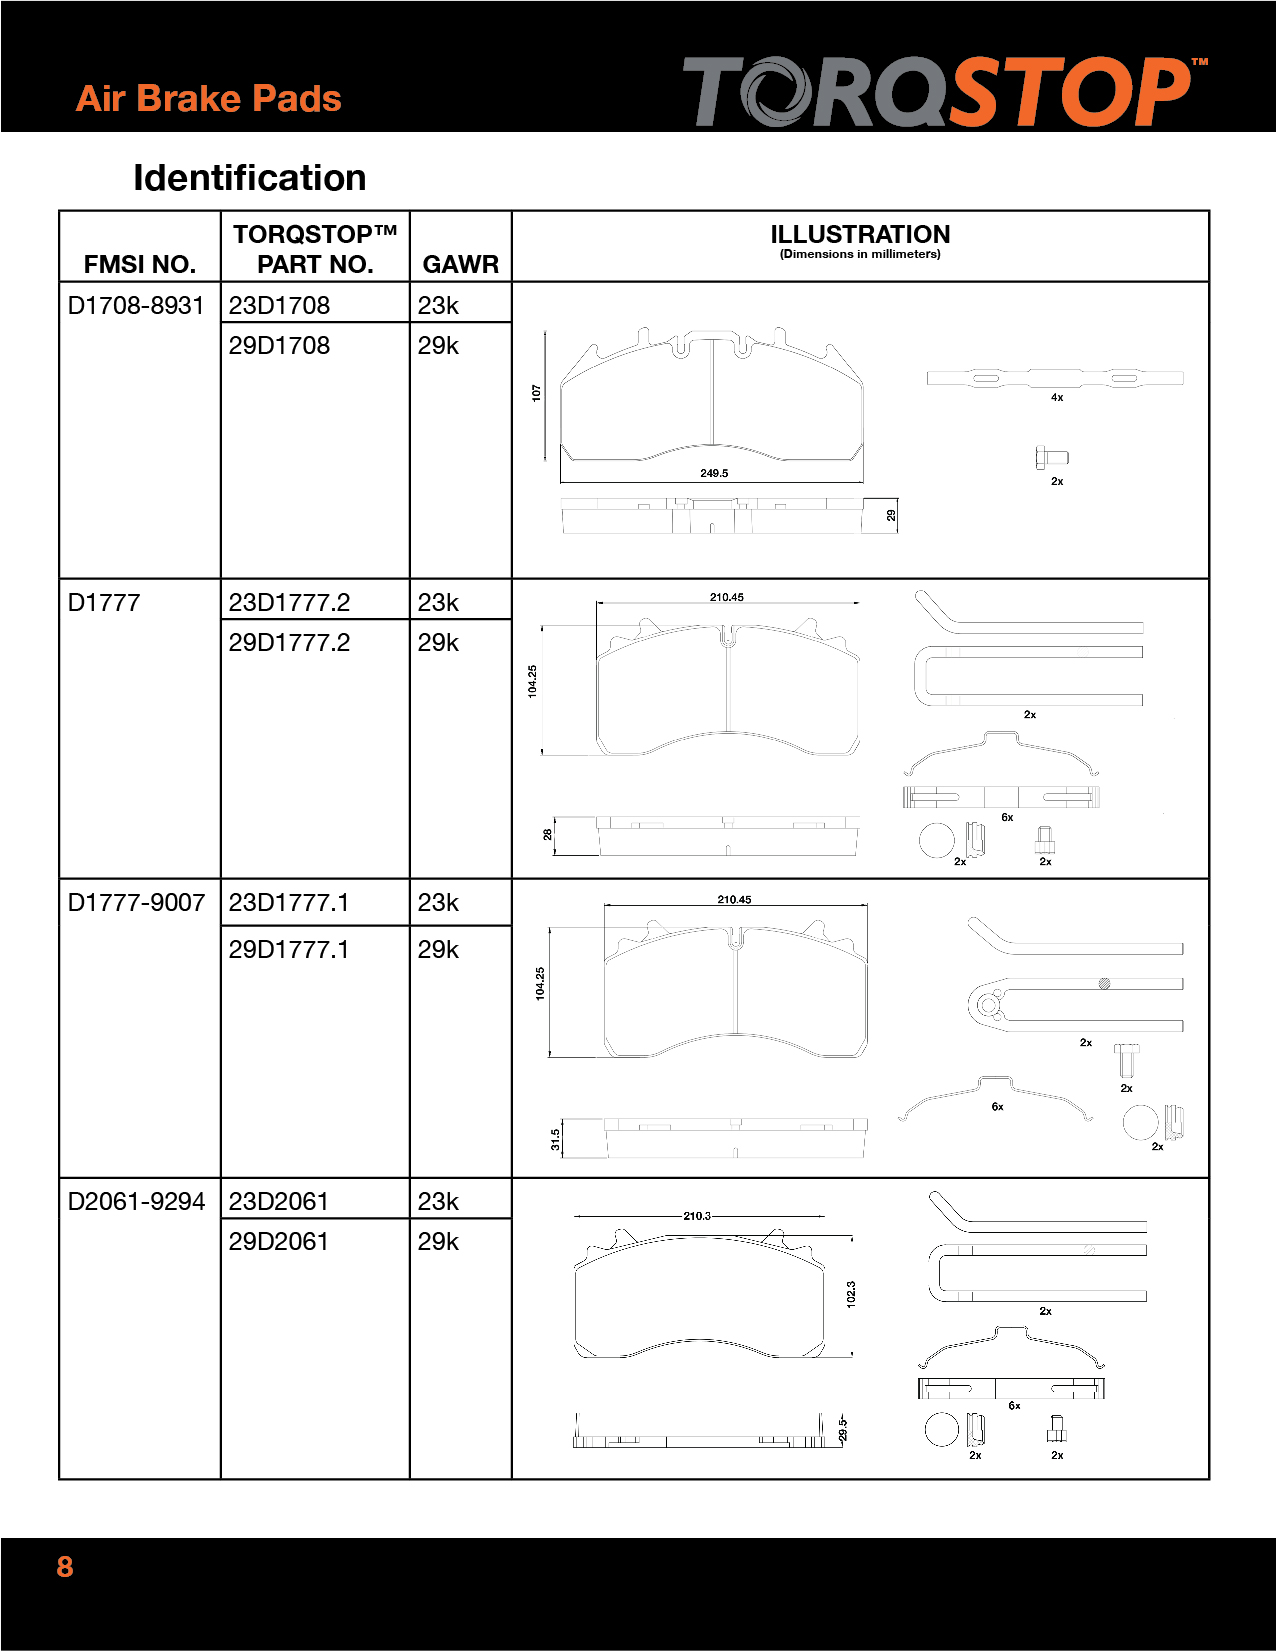 Air Brake Pads
TORQSTOP™
Identification
FMSI NO.
TORQSTOP™
PART NO.
GAWR
ILLUSTRATION
(Dimensions in millimeters)
D1708-8931
23D1708
23k
29D1708
29k
107
249.5
29
4x
2x
D1777
23D1777.2
23k
29D1777.2
29k
210.45
104.25
28
2x
6x
2x
2x
D1777-9007
23D1777.1
23k
29D1777.1
29k
210.45
104.25
31.5
2x
2x
6x
2x
D2061-9294
23D2061
23k
29D2061
29k
210.3
102.3
29.5
2x
6x
2x
2x
8